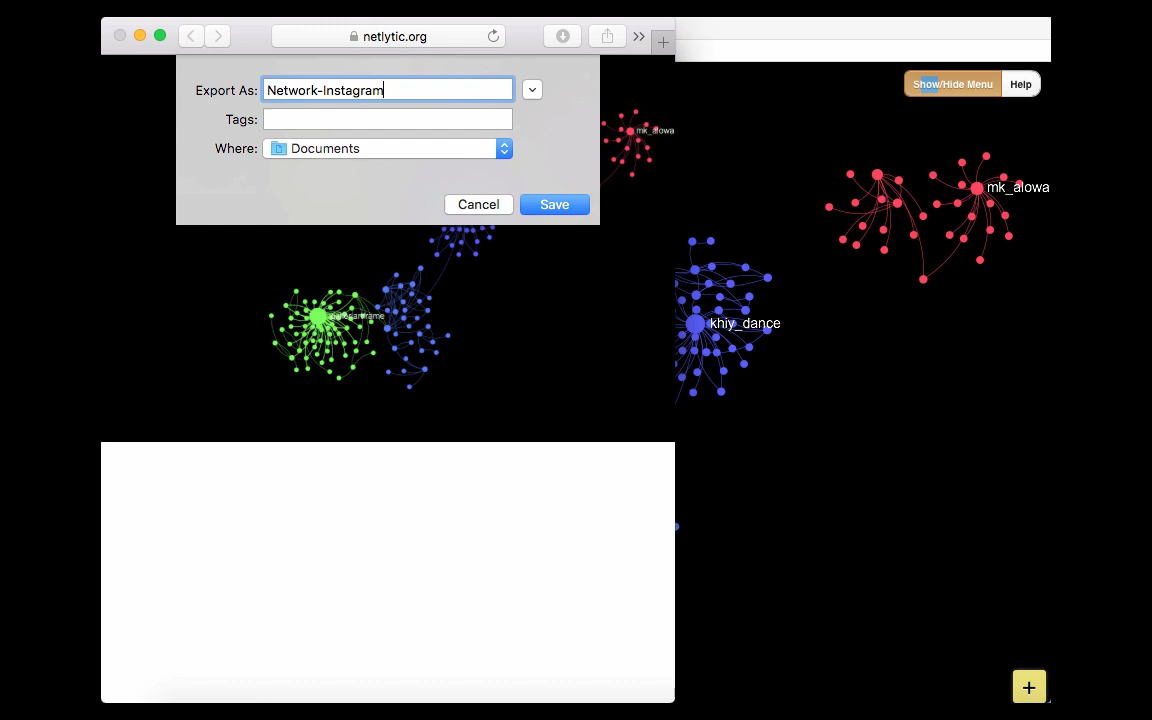 netlytic.org
Export As: Network-Instagram
Tags:
Where: Documents
Cancel Save
Show/Hide Menu Help
mk_alowa
mk_alowa
khiy_dance